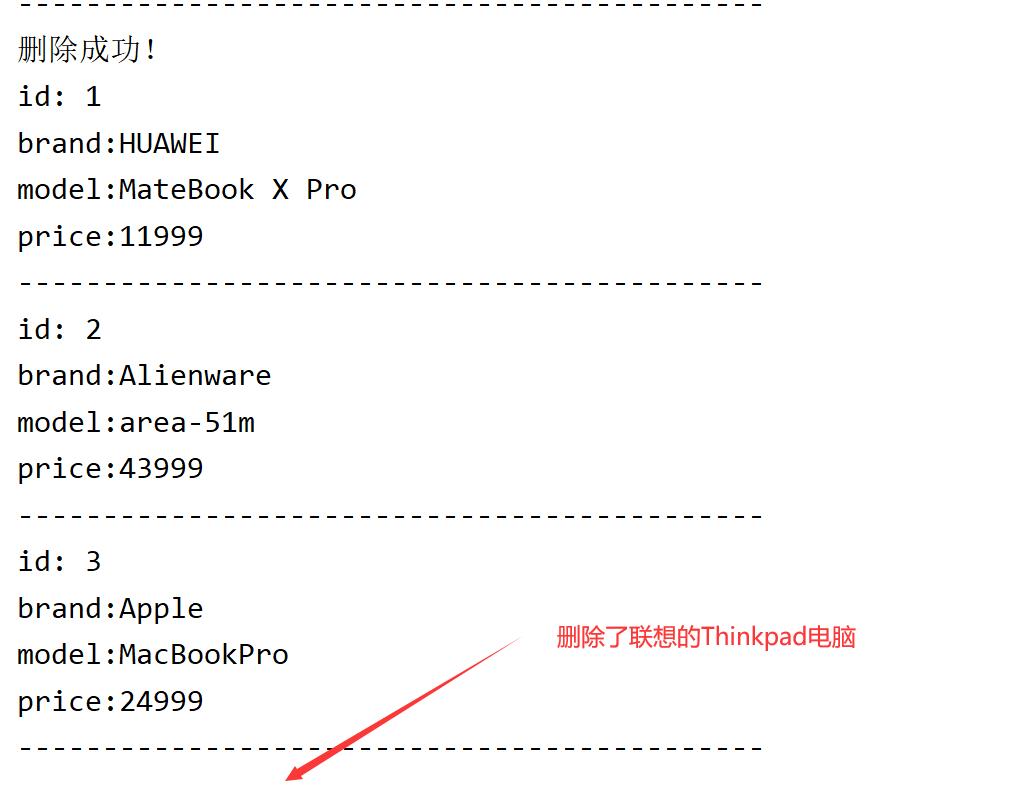 --------------------------------------------
删除成功！
id: 1
brand:HUAWEI
model:MateBook X Pro
price:11999
--------------------------------------------
id: 2
brand:Alienware
model:area-51m
price:43999
--------------------------------------------
id: 3
brand:Apple
删除了联想的Thinkpad电脑
model:MacBookPro
price:24999
--------------------------------------------